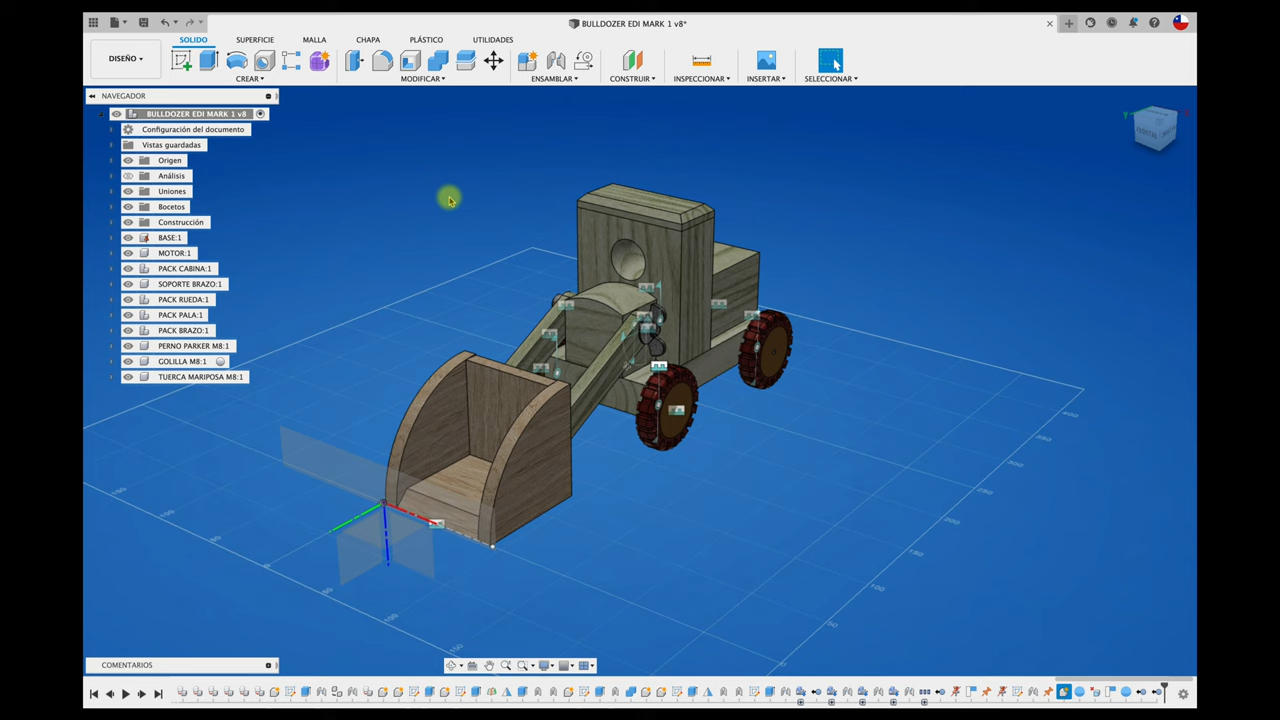 BULLDOZER EDI MARK 1 v8*
DISEÑO
SOLIDO SUPERFICIE MALLA CHAPA PLÁSTICO UTILIDADES
CREAR MODIFICAR ENSAMBLAR CONSTRUIR INSPECCIONAR INSERTAR SELECCIONAR
NAVEGADOR
BULLDOZER EDI MARK 1 v8
Configuración del documento
Vistas guardadas
Origen
Análisis
Uniones
Bocetos
Construcción
BASE:1
MOTOR:1
PACK CABINA:1
SOPORTE BRAZO:1
PACK RUEDA:1
PACK PALA:1
PACK BRAZO:1
PERNO PARKER M8:1
GOLILLA M8:1
TUERCA MARIPOSA M8:1
COMENTARIOS